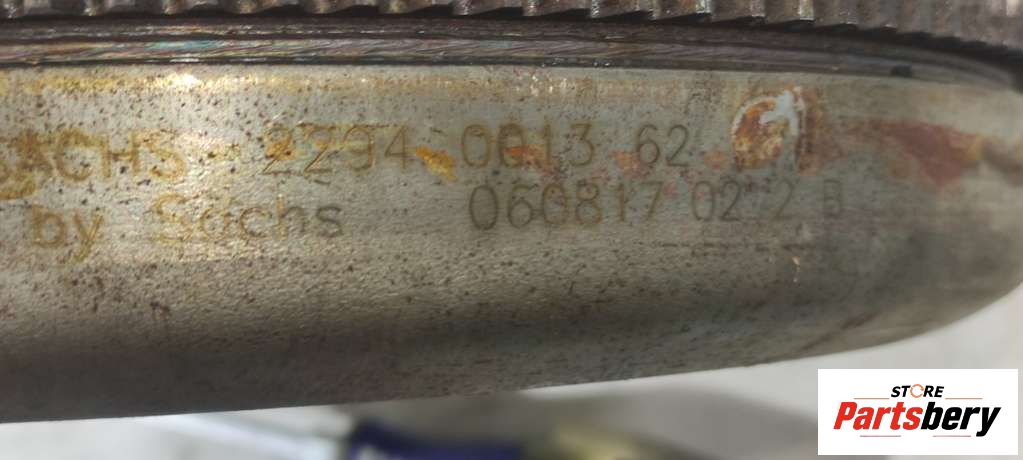 SACHS - 2294 0013 62
by Sachs 060817 02 2 B
STORE
Partsbery